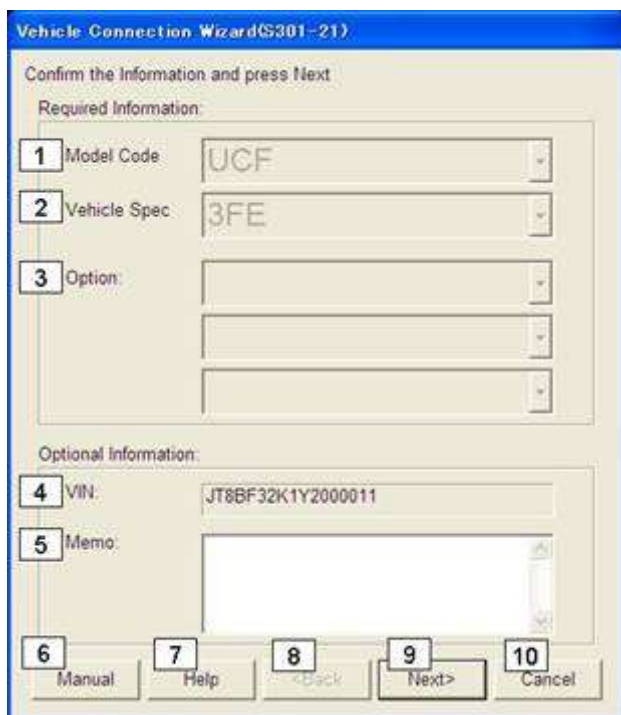 Vehicle Connection Wizard(S301-21)
Confirm the Information and press Next
Required Information:
1 Model Code UCF
2 Vehicle Spec 3FE
3 Option:
Optional Information:
4 VIN: JT8BF32K1Y2000011
5 Memo:
6 7 8 9 10
Manual Help <Back Next> Cancel